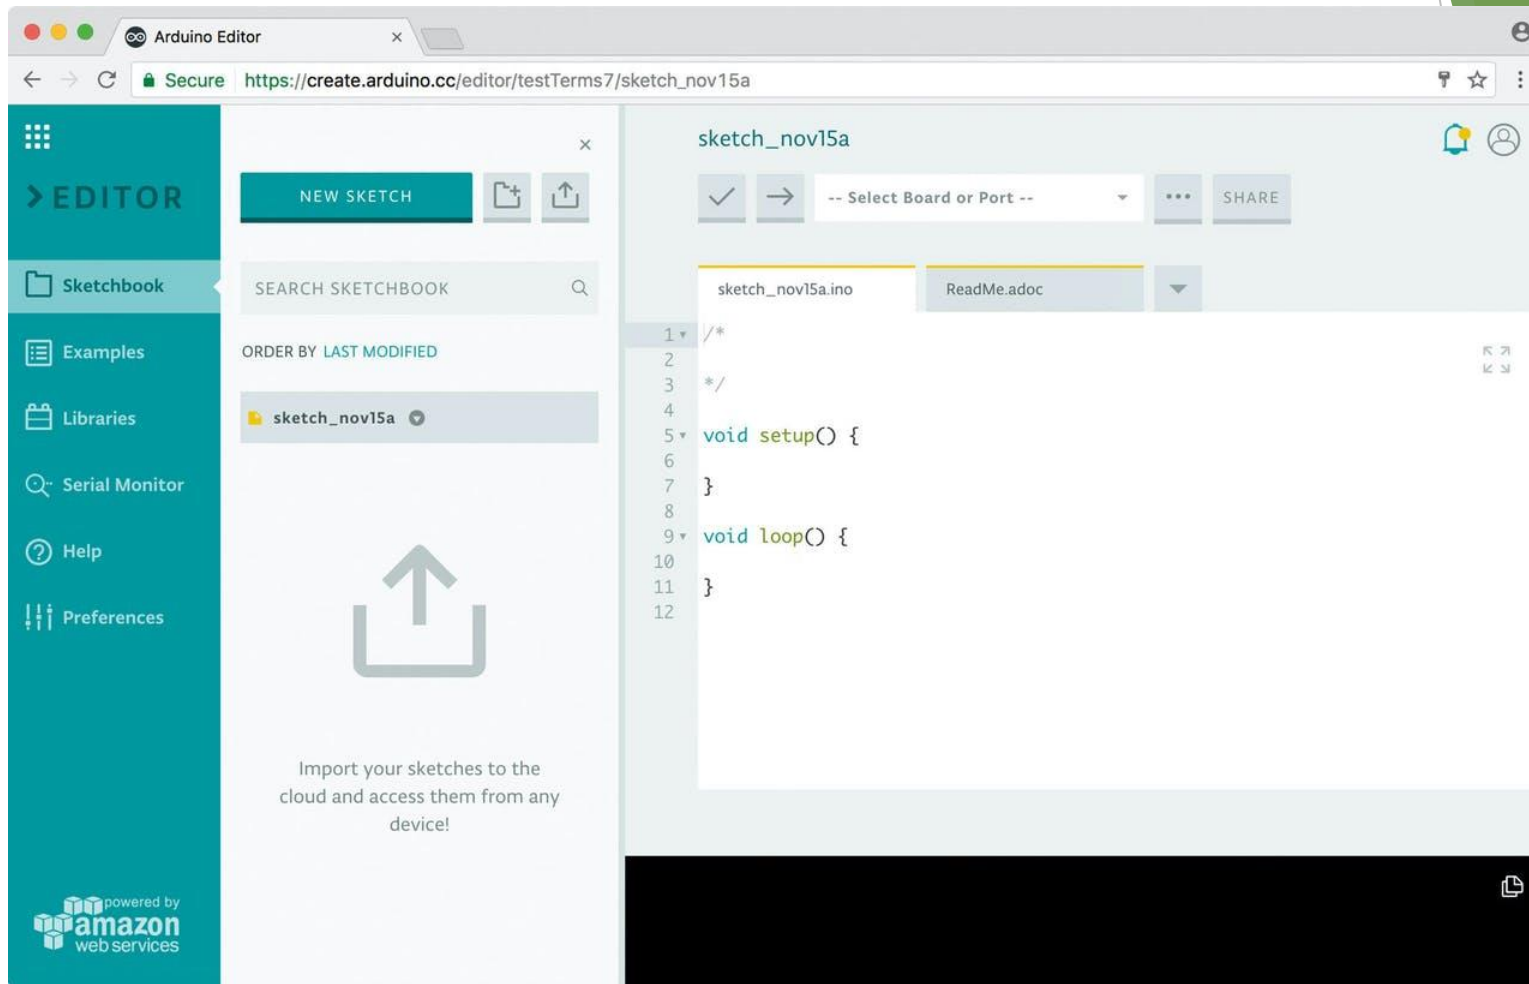 Arduino Editor
Secure https://create.arduino.cc/editor/testTerms7/sketch_nov15a
>EDITOR
Sketchbook
Examples
Libraries
Serial Monitor
Help
Preferences
powered by
amazon
web services
NEW SKETCH
SEARCH SKETCHBOOK
ORDER BY LAST MODIFIED
sketch_nov15a
Import your sketches to the
cloud and access them from any
device!
sketch_nov15a
-- Select Board or Port -- ••• SHARE
sketch_nov15a.ino ReadMe.adoc
1 /*
2
3 */
4
5 void setup() {
6
7 }
8
9 void loop() {
10
11 }
12